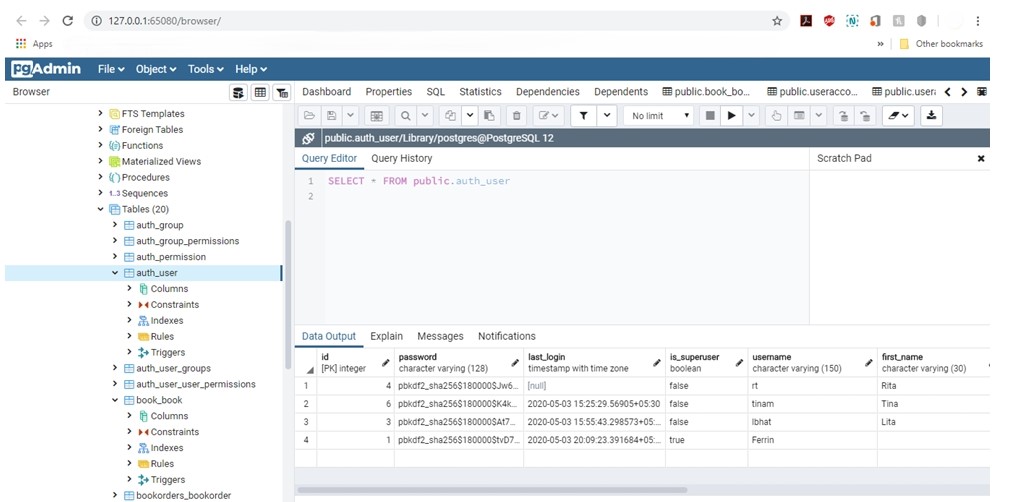 127.0.0.1:65080/browser/
Apps
» Other bookmarks
pgAdmin File Object Tools Help
Browser
Dashboard Properties SQL Statistics Dependencies Dependents public.book_bo... public.useracco... public.usera
No limit
public.auth_user/Library/postgres@PostgreSQL 12
Query Editor Query History
Scratch Pad
1 SELECT * FROM public.auth_user
2
FTS Templates
Foreign Tables
Functions
Materialized Views
Procedures
1..3 Sequences
Tables (20)
auth_group
auth_group_permissions
auth_permission
auth_user
Columns
Constraints
Indexes
Rules
Triggers
auth_user_groups
auth_user_user_permissions
book_book
Columns
Constraints
Indexes
Rules
Triggers
bookorders_bookorder
Data Output Explain Messages Notifications
id password last_login is_superuser username first_name
[PK] integer character varying (128) timestamp with time zone boolean character varying (150) character varying (30)
1 4 pbkdf2_sha256$180000$Jw6... [null] false rt Rita
2 6 pbkdf2_sha256$180000$K4k... 2020-05-03 15:25:29.56905+05:30 false tinam Tina
3 3 pbkdf2_sha256$180000$At7... 2020-05-03 15:55:43.298573+05:... false lbhat Lita
4 1 pbkdf2_sha256$180000$tvD7... 2020-05-03 20:09:23.391684+05:... true Ferrin